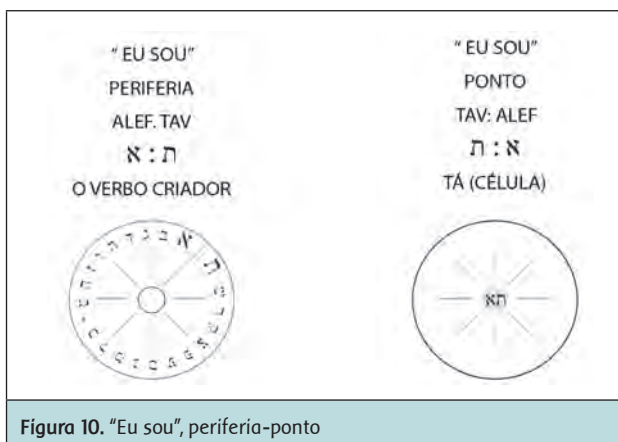 " EU SOU"
PERIFERIA
ALEF. TAV
ת : א
O VERBO CRIADOR
א ב ג ד ה ו ז ח ט י כ ל מ נ ס ע פ צ ק ר ש ת
" EU SOU"
PONTO
TAV: ALEF
א : ת
TÁ (CÉLULA)
תא
Figura 10. "Eu sou", periferia-ponto